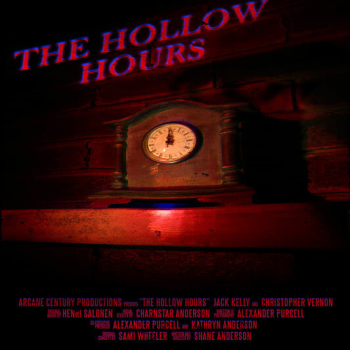 THE HOLLOW
HOURS
ARCANE CENTURY PRODUCTIONS PRESENTS "THE HOLLOW HOURS" JACK KELLY AND CHRISTOPHER VERNON
HENRI SALONEN CHARNSTAR ANDERSON ALEXANDER PURCELL
ALEXANDER PURCELL AND KATHRYN ANDERSON
SAMI WHEELER SHANE ANDERSON